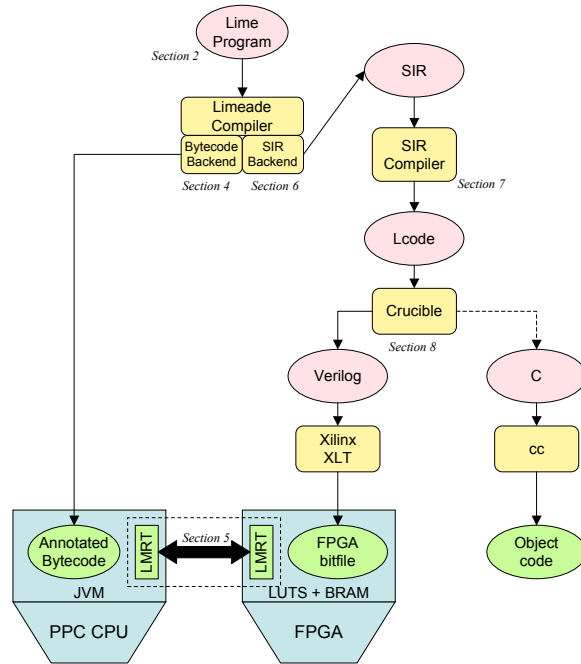 Lime
Program
Section 2
SIR
Limeade
Compiler
Bytecode
Backend
SIR
Backend
SIR
Compiler
Section 4
Section 6
Section 7
Lcode
Crucible
Section 8
Verilog
C
Xilinx
XLT
cc
Annotated
Bytecode
LMRT
Section 5
LMRT
FPGA
bitfile
Object
code
JVM
LUTS + BRAM
PPC CPU
FPGA